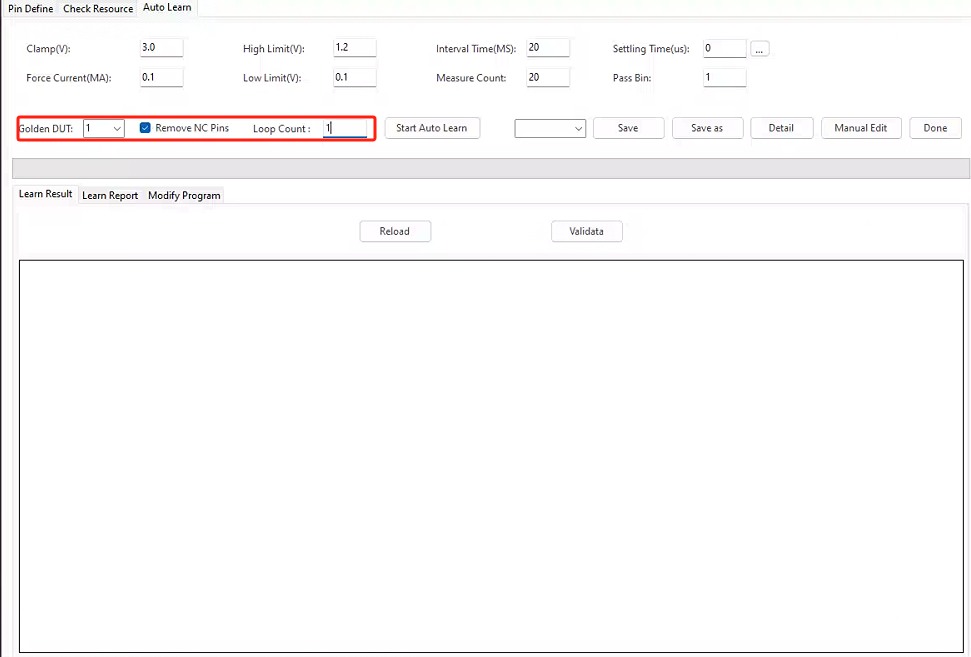 Pin Define Check Resource Auto Learn
Clamp(V): 3.0 High Limit(V): 1.2 Interval Time(MS): 20 Settling Time(us): 0 ...
Force Current(MA): 0.1 Low Limit(V): 0.1 Measure Count: 20 Pass Bin: 1
Golden DUT: 1 Remove NC Pins Loop Count : 1 Start Auto Learn Save Save as Detail Manual Edit Done
Learn Result Learn Report Modify Program
Reload Validata